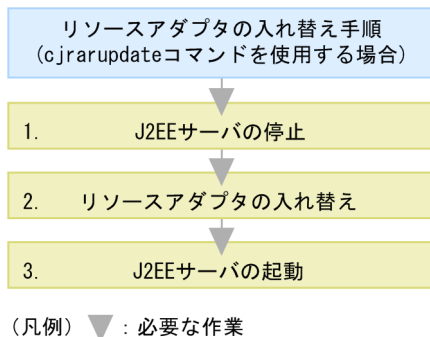 リソースアダプタの入れ替え手順
(cjrarupdateコマンドを使用する場合)
1. J2EEサーバの停止
2. リソースアダプタの入れ替え
3. J2EEサーバの起動
(凡例) ▼ : 必要な作業